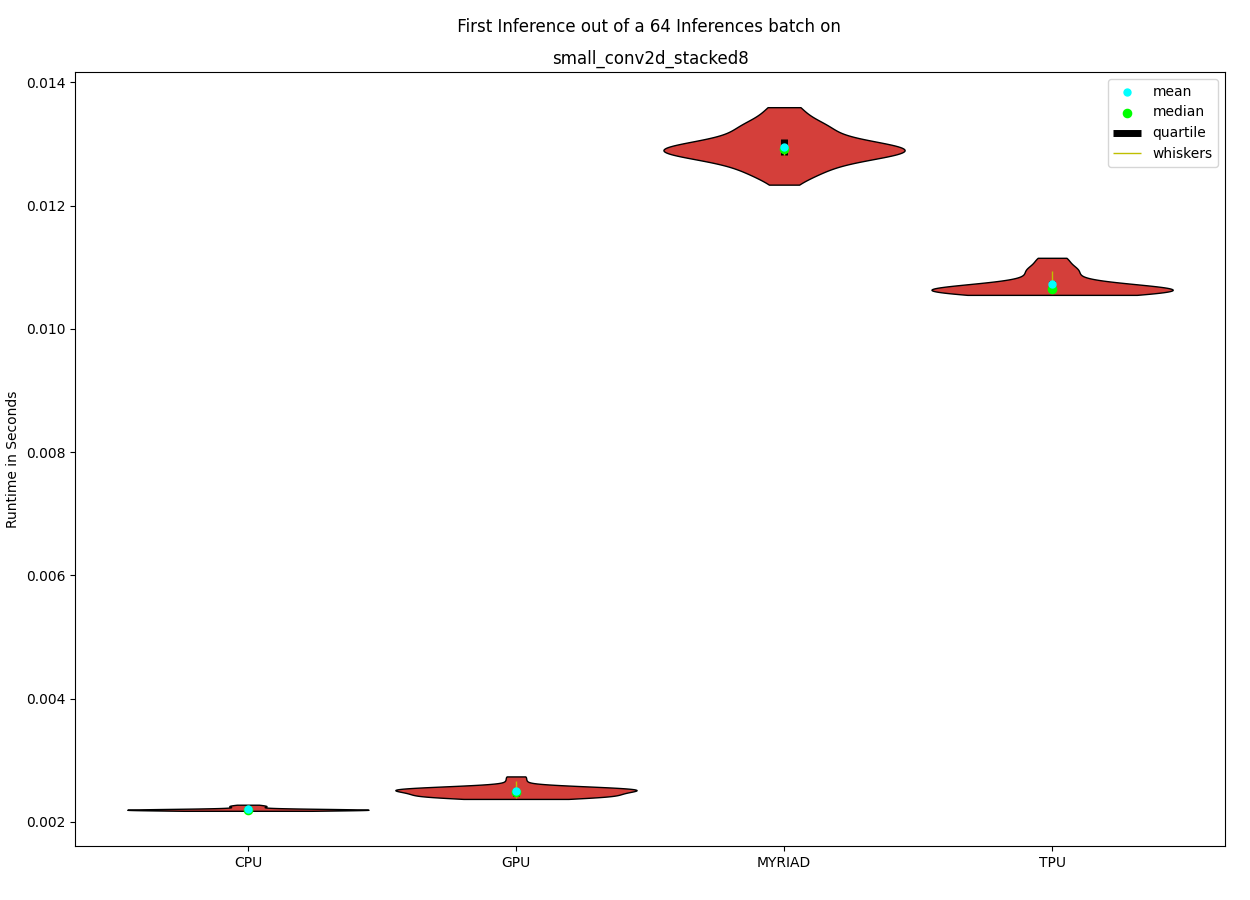 First Inference out of a 64 Inferences batch on
small_conv2d_stacked8
0.014
0.012
0.010
0.008
0.006
0.004
0.002
Runtime in Seconds
mean
median
quartile
whiskers
CPU
GPU
MYRIAD
TPU